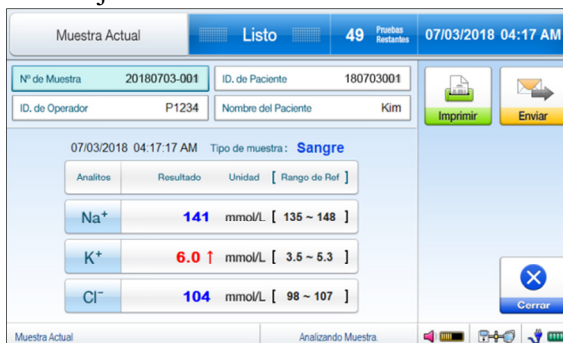 Muestra Actual
Listo
49 Pruebas Restantes
07/03/2018 04:17 AM
Nº de Muestra 20180703-001
ID. de Paciente 180703001
ID. de Operador P1234
Nombre del Paciente Kim
Imprimir
Enviar
07/03/2018 04:17:17 AM Tipo de muestra: Sangre
Analitos Resultado Unidad [ Rango de Ref ]
Na⁺ 141 mmol/L [ 135 ~ 148 ]
K⁺ 6.0 ↑ mmol/L [ 3.5 ~ 5.3 ]
Cl⁻ 104 mmol/L [ 98 ~ 107 ]
Cerrar
Muestra Actual
Analizando Muestra.